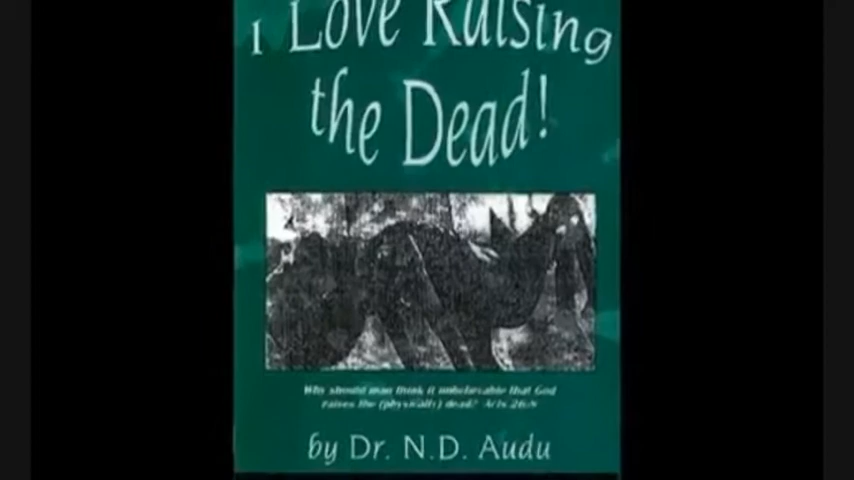 I Love Raising
the Dead!
Why should man think it unbelievable that God
raises the (physically) dead? Acts 26:8
by Dr. N.D. Audu